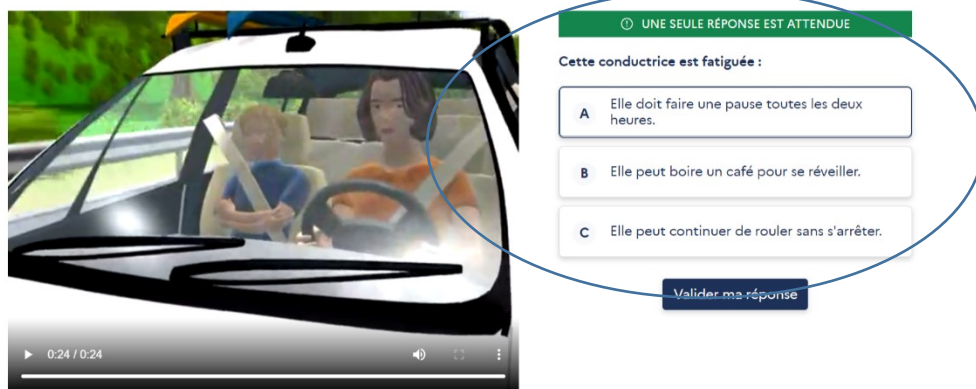 UNE SEULE RÉPONSE EST ATTENDUE
Cette conductrice est fatiguée :
A Elle doit faire une pause toutes les deux
heures.
B Elle peut boire un café pour se réveiller.
C Elle peut continuer de rouler sans s'arrêter.
Valider ma réponse
0:24 / 0:24